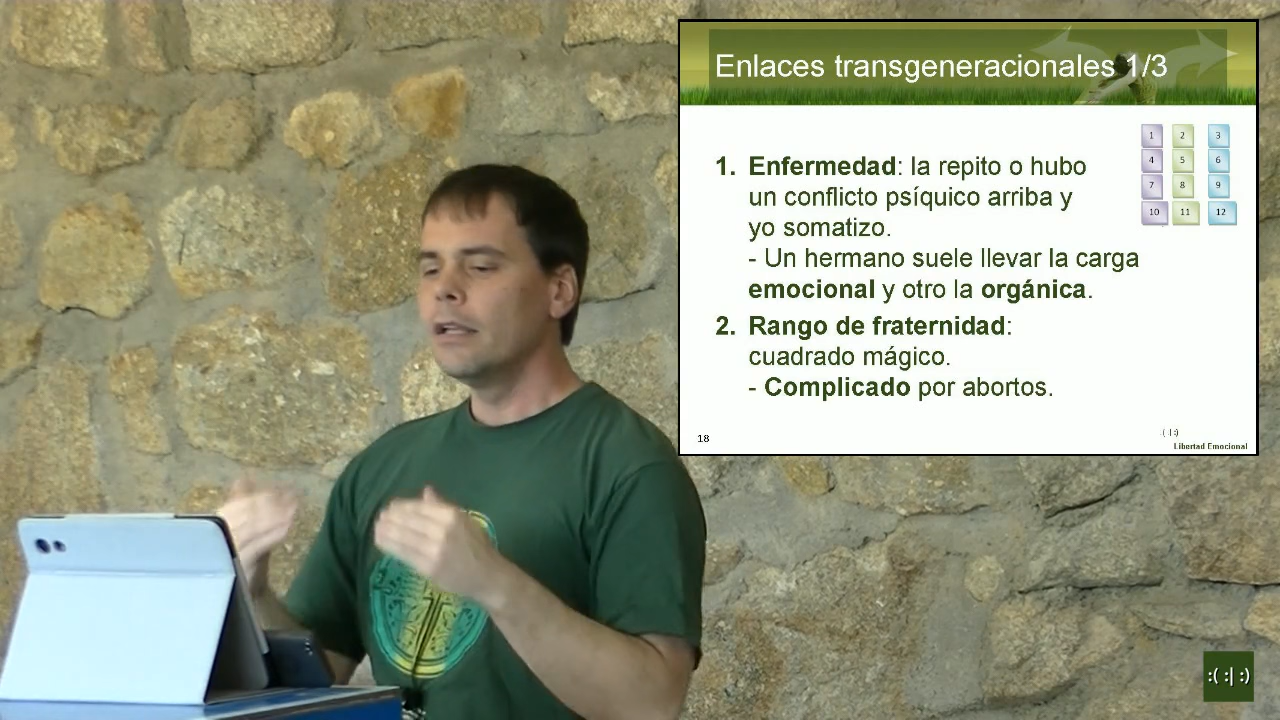 Enlaces transgeneracionales 1/3
1 2 3
4 5 6
7 8 9
10 11 12
1. Enfermedad: la repito o hubo
un conflicto psíquico arriba y
yo somatizo.
- Un hermano suele llevar la carga
emocional y otro la orgánica.
2. Rango de fraternidad:
cuadrado mágico.
- Complicado por abortos.
18
:(:|:)
Libertad Emocional
:( :| :)